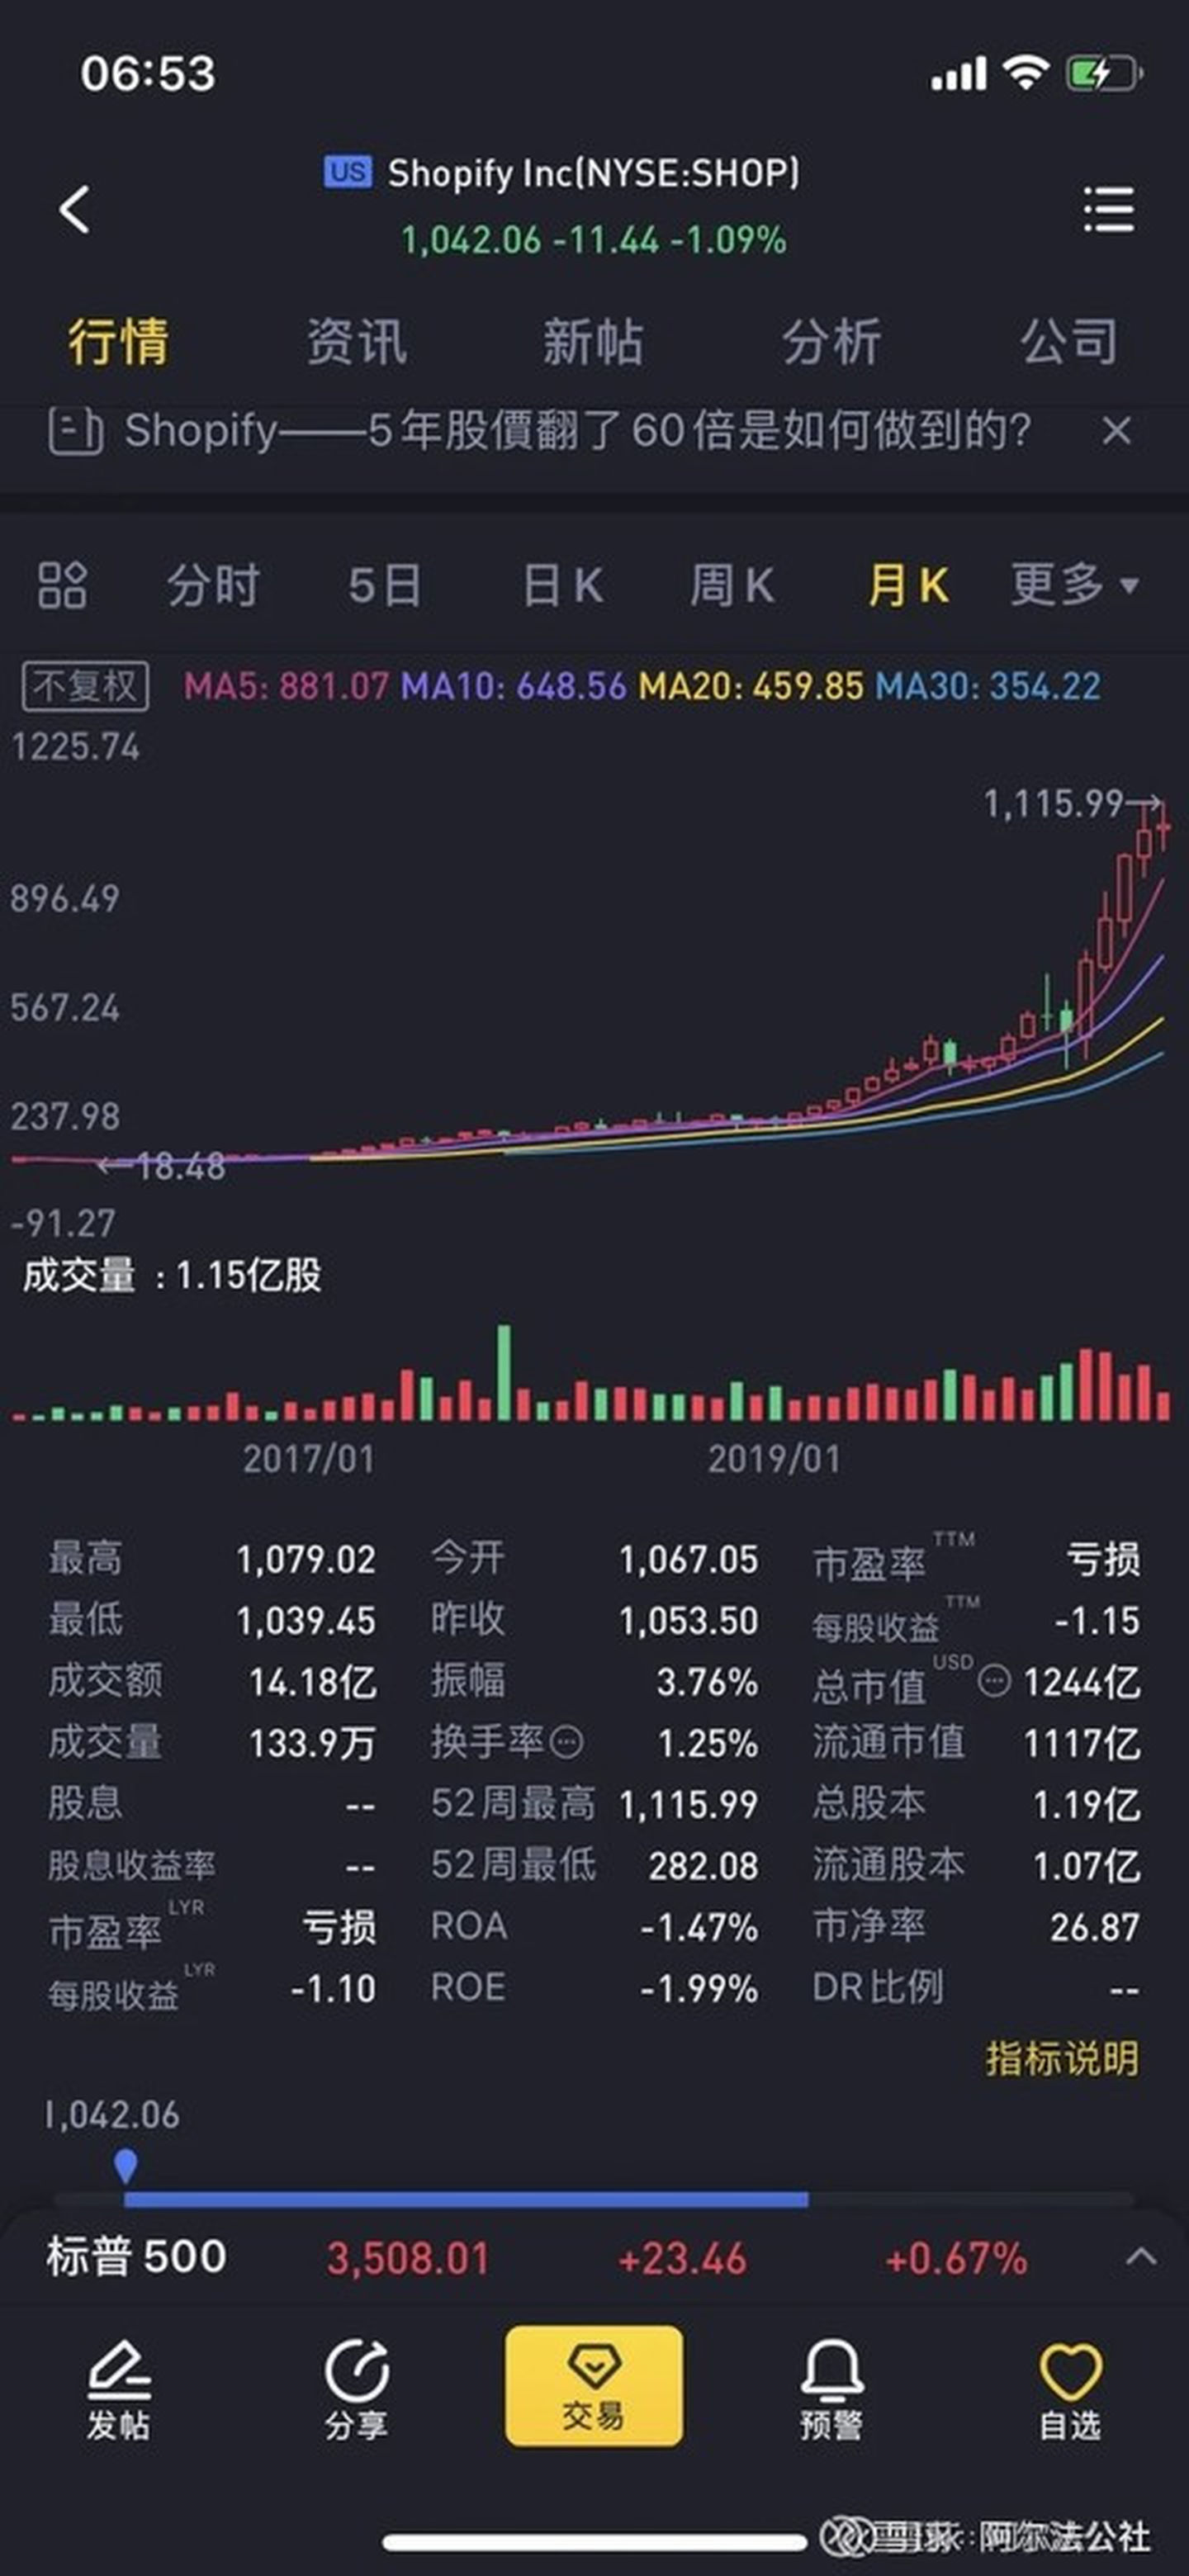 06:53
US Shopify Inc(NYSE:SHOP)
1,042.06 -11.44 -1.09%
行情 资讯 新帖 分析 公司
Shopify——5年股價翻了60倍是如何做到的?
分时 5日 日K 周K 月K 更多
不复权 MA5: 881.07 MA10: 648.56 MA20: 459.85 MA30: 354.22
1225.74
1,115.99
896.49
567.24
237.98
18.48
-91.27
成交量 : 1.15亿股
2017/01 2019/01
最高 1,079.02 今开 1,067.05 市盈率TTM 亏损
最低 1,039.45 昨收 1,053.50 每股收益TTM -1.15
成交额 14.18亿 振幅 3.76% 总市值USD 1244亿
成交量 133.9万 换手率 1.25% 流通市值 1117亿
股息 -- 52周最高 1,115.99 总股本 1.19亿
股息收益率 -- 52周最低 282.08 流通股本 1.07亿
市盈率LYR 亏损 ROA -1.47% 市净率 26.87
每股收益LYR -1.10 ROE -1.99% DR比例 --
指标说明
1,042.06
标普500 3,508.01 +23.46 +0.67%
发帖 分享 交易 预警 自选
雪球: 阿尔法公社